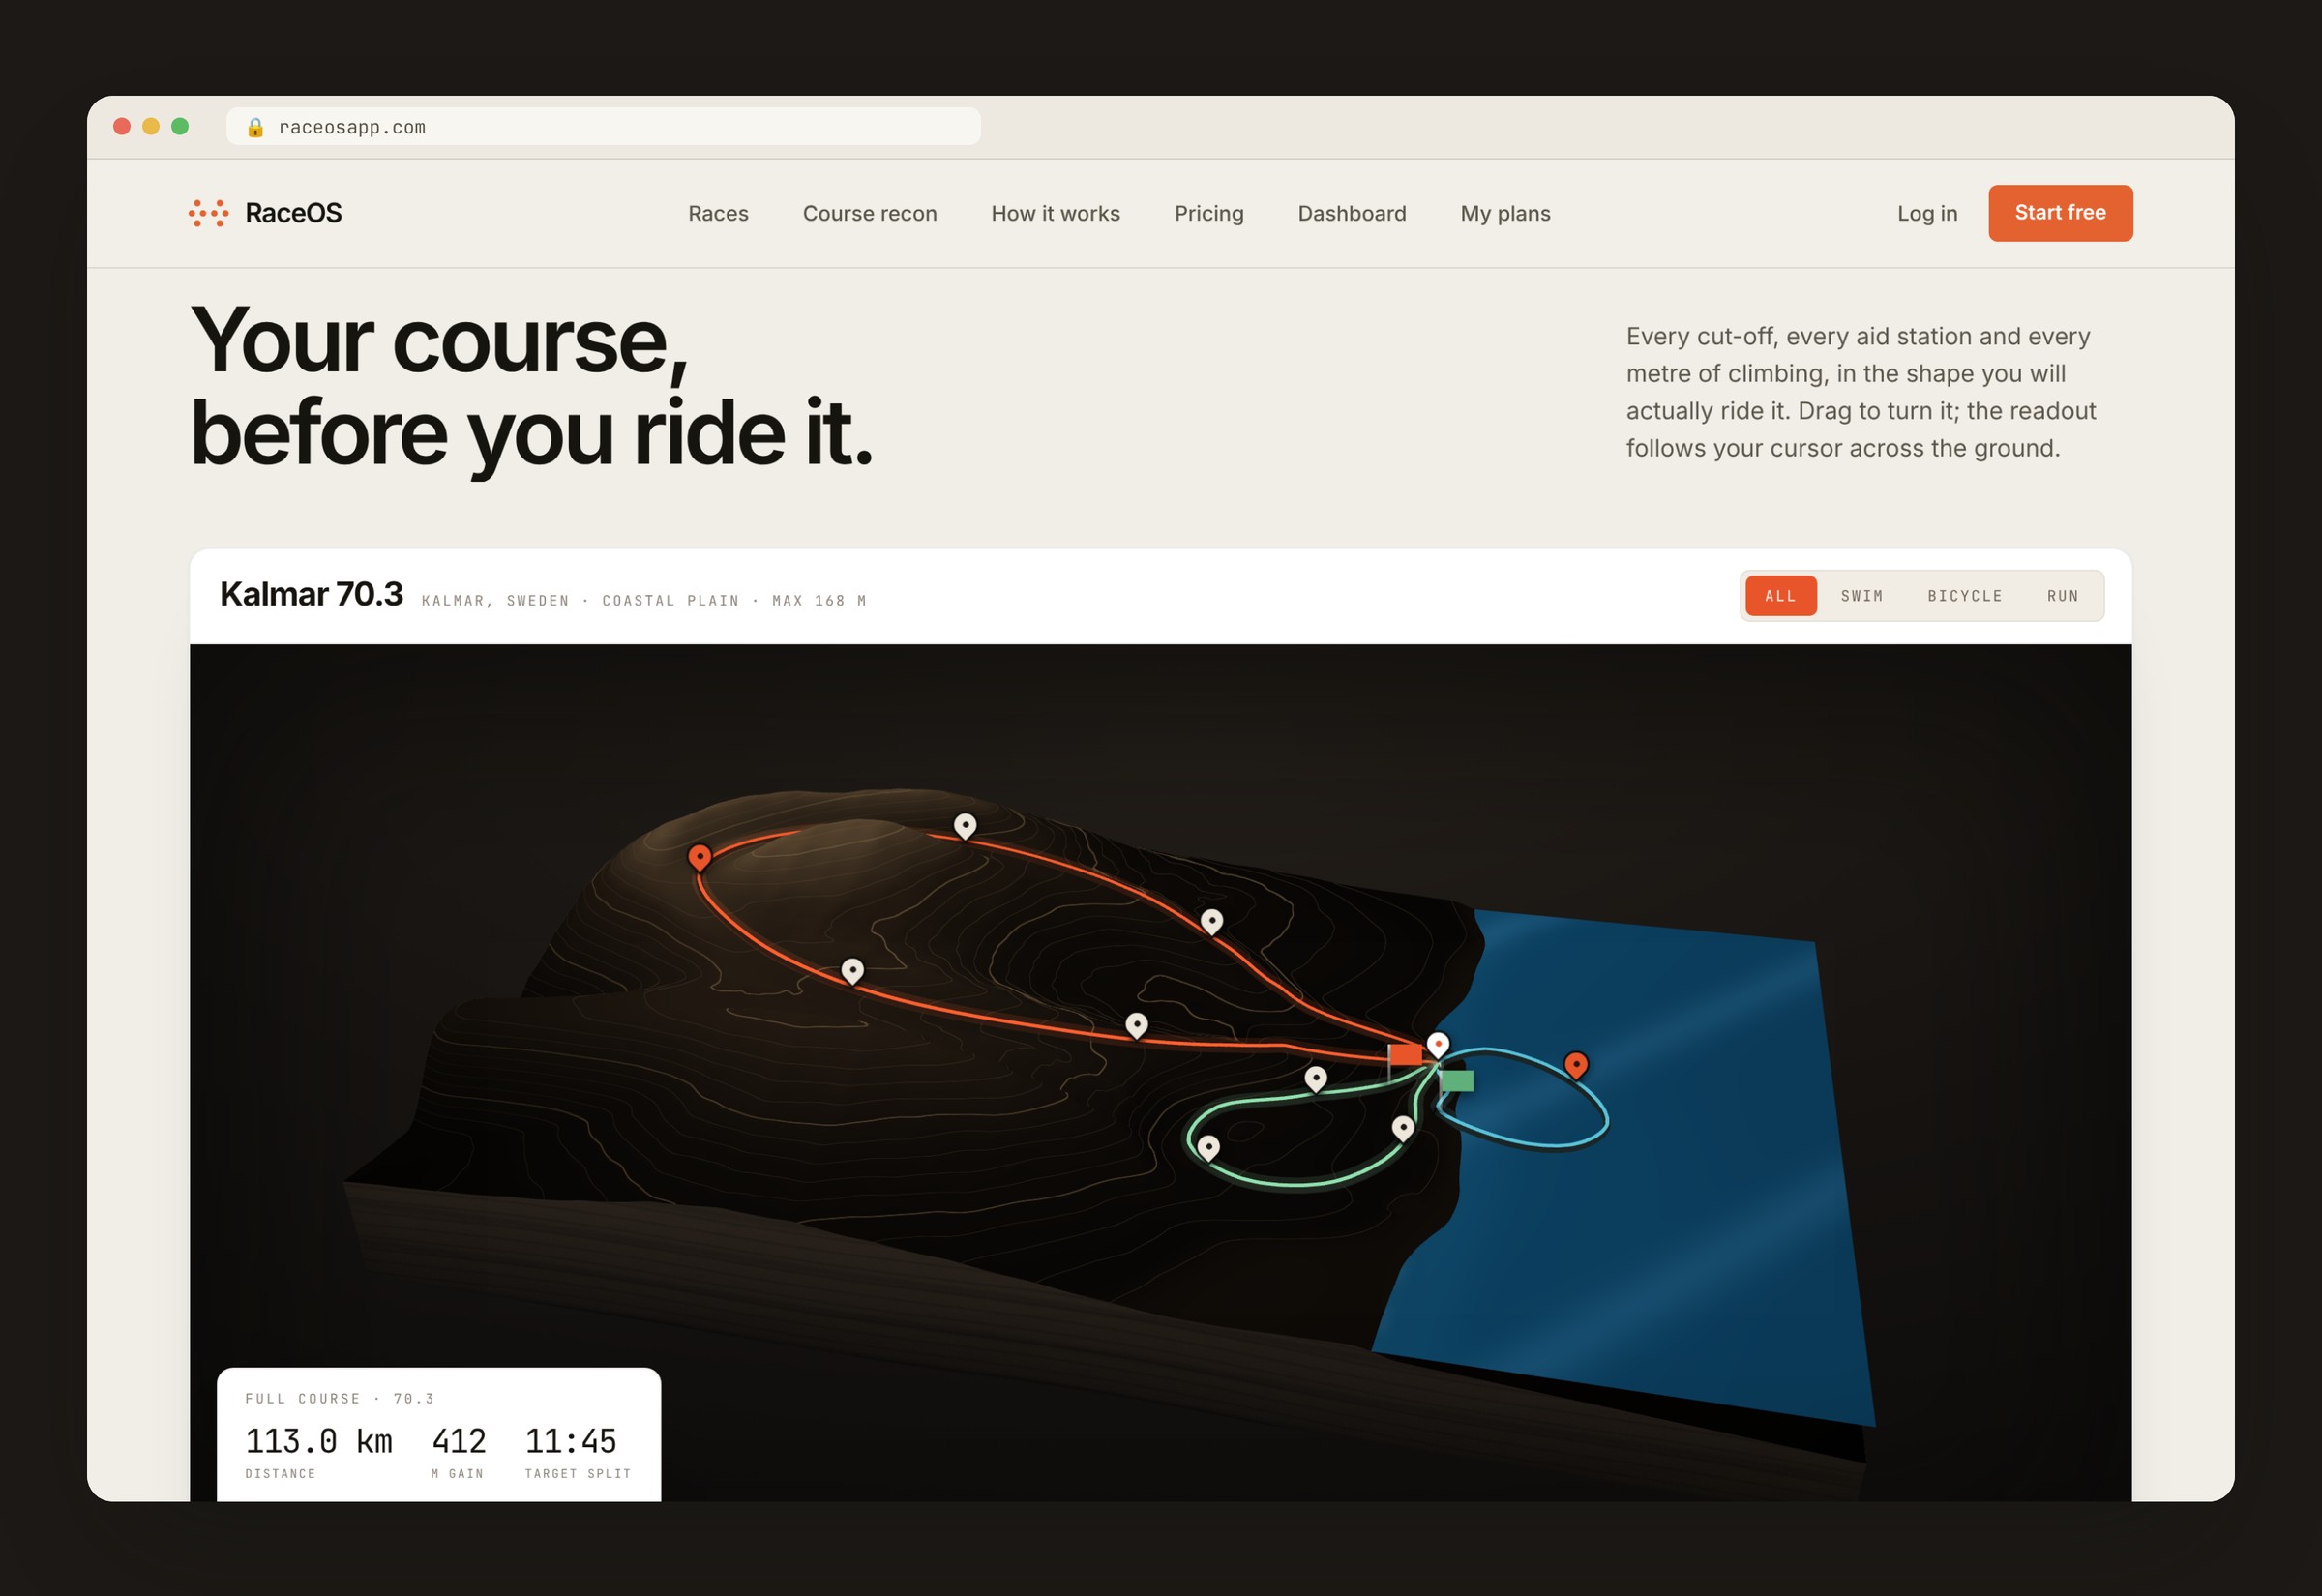 🔒 raceosapp.com
RaceOS
Races
Course recon
How it works
Pricing
Dashboard
My plans
Log in
Start free
Your course,
before you ride it.
Every cut-off, every aid station and every
metre of climbing, in the shape you will
actually ride it. Drag to turn it; the readout
follows your cursor across the ground.
Kalmar 70.3
KALMAR, SWEDEN · COASTAL PLAIN · MAX 168 M
ALL
SWIM
BICYCLE
RUN
FULL COURSE · 70.3
113.0 km
412
11:45
DISTANCE
M GAIN
TARGET SPLIT